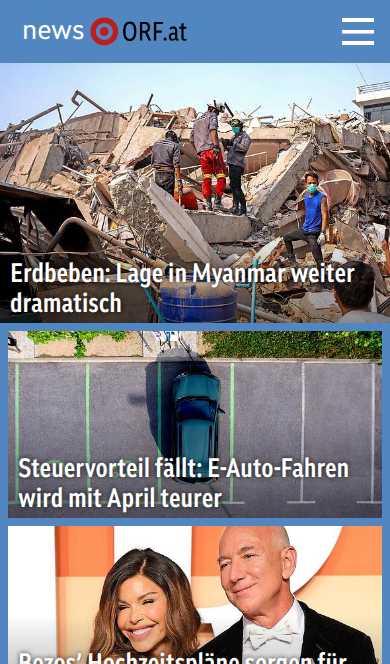 news ORF.at
Erdbeben: Lage in Myanmar weiter
dramatisch
Steuervorteil fällt: E-Auto-Fahren
wird mit April teurer
Bezos’ Hochzeitspläne sorgen für